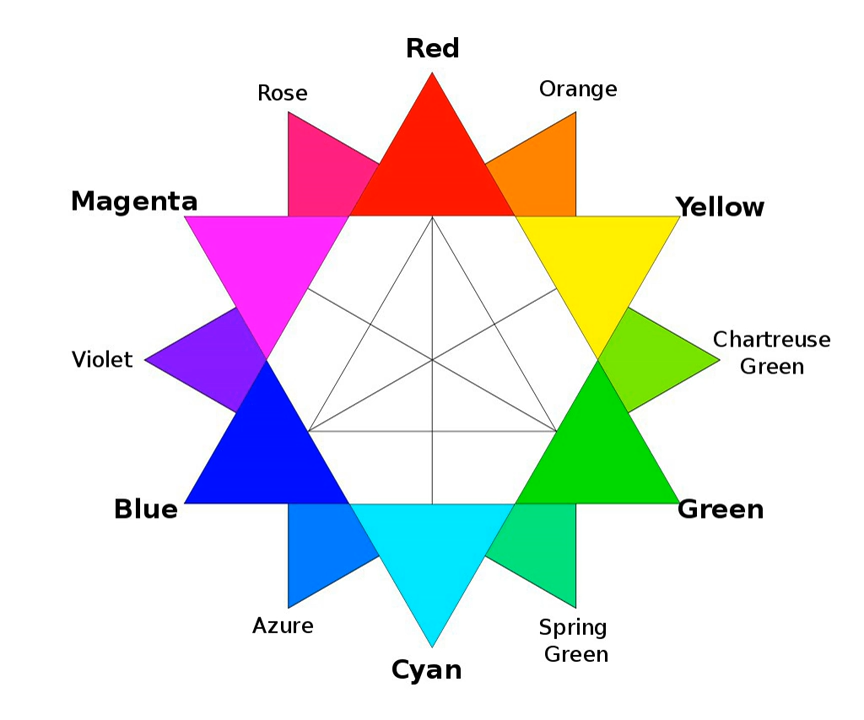 Red
Rose
Orange
Magenta
Yellow
Violet
Chartreuse
Green
Blue
Green
Azure
Spring
Green
Cyan